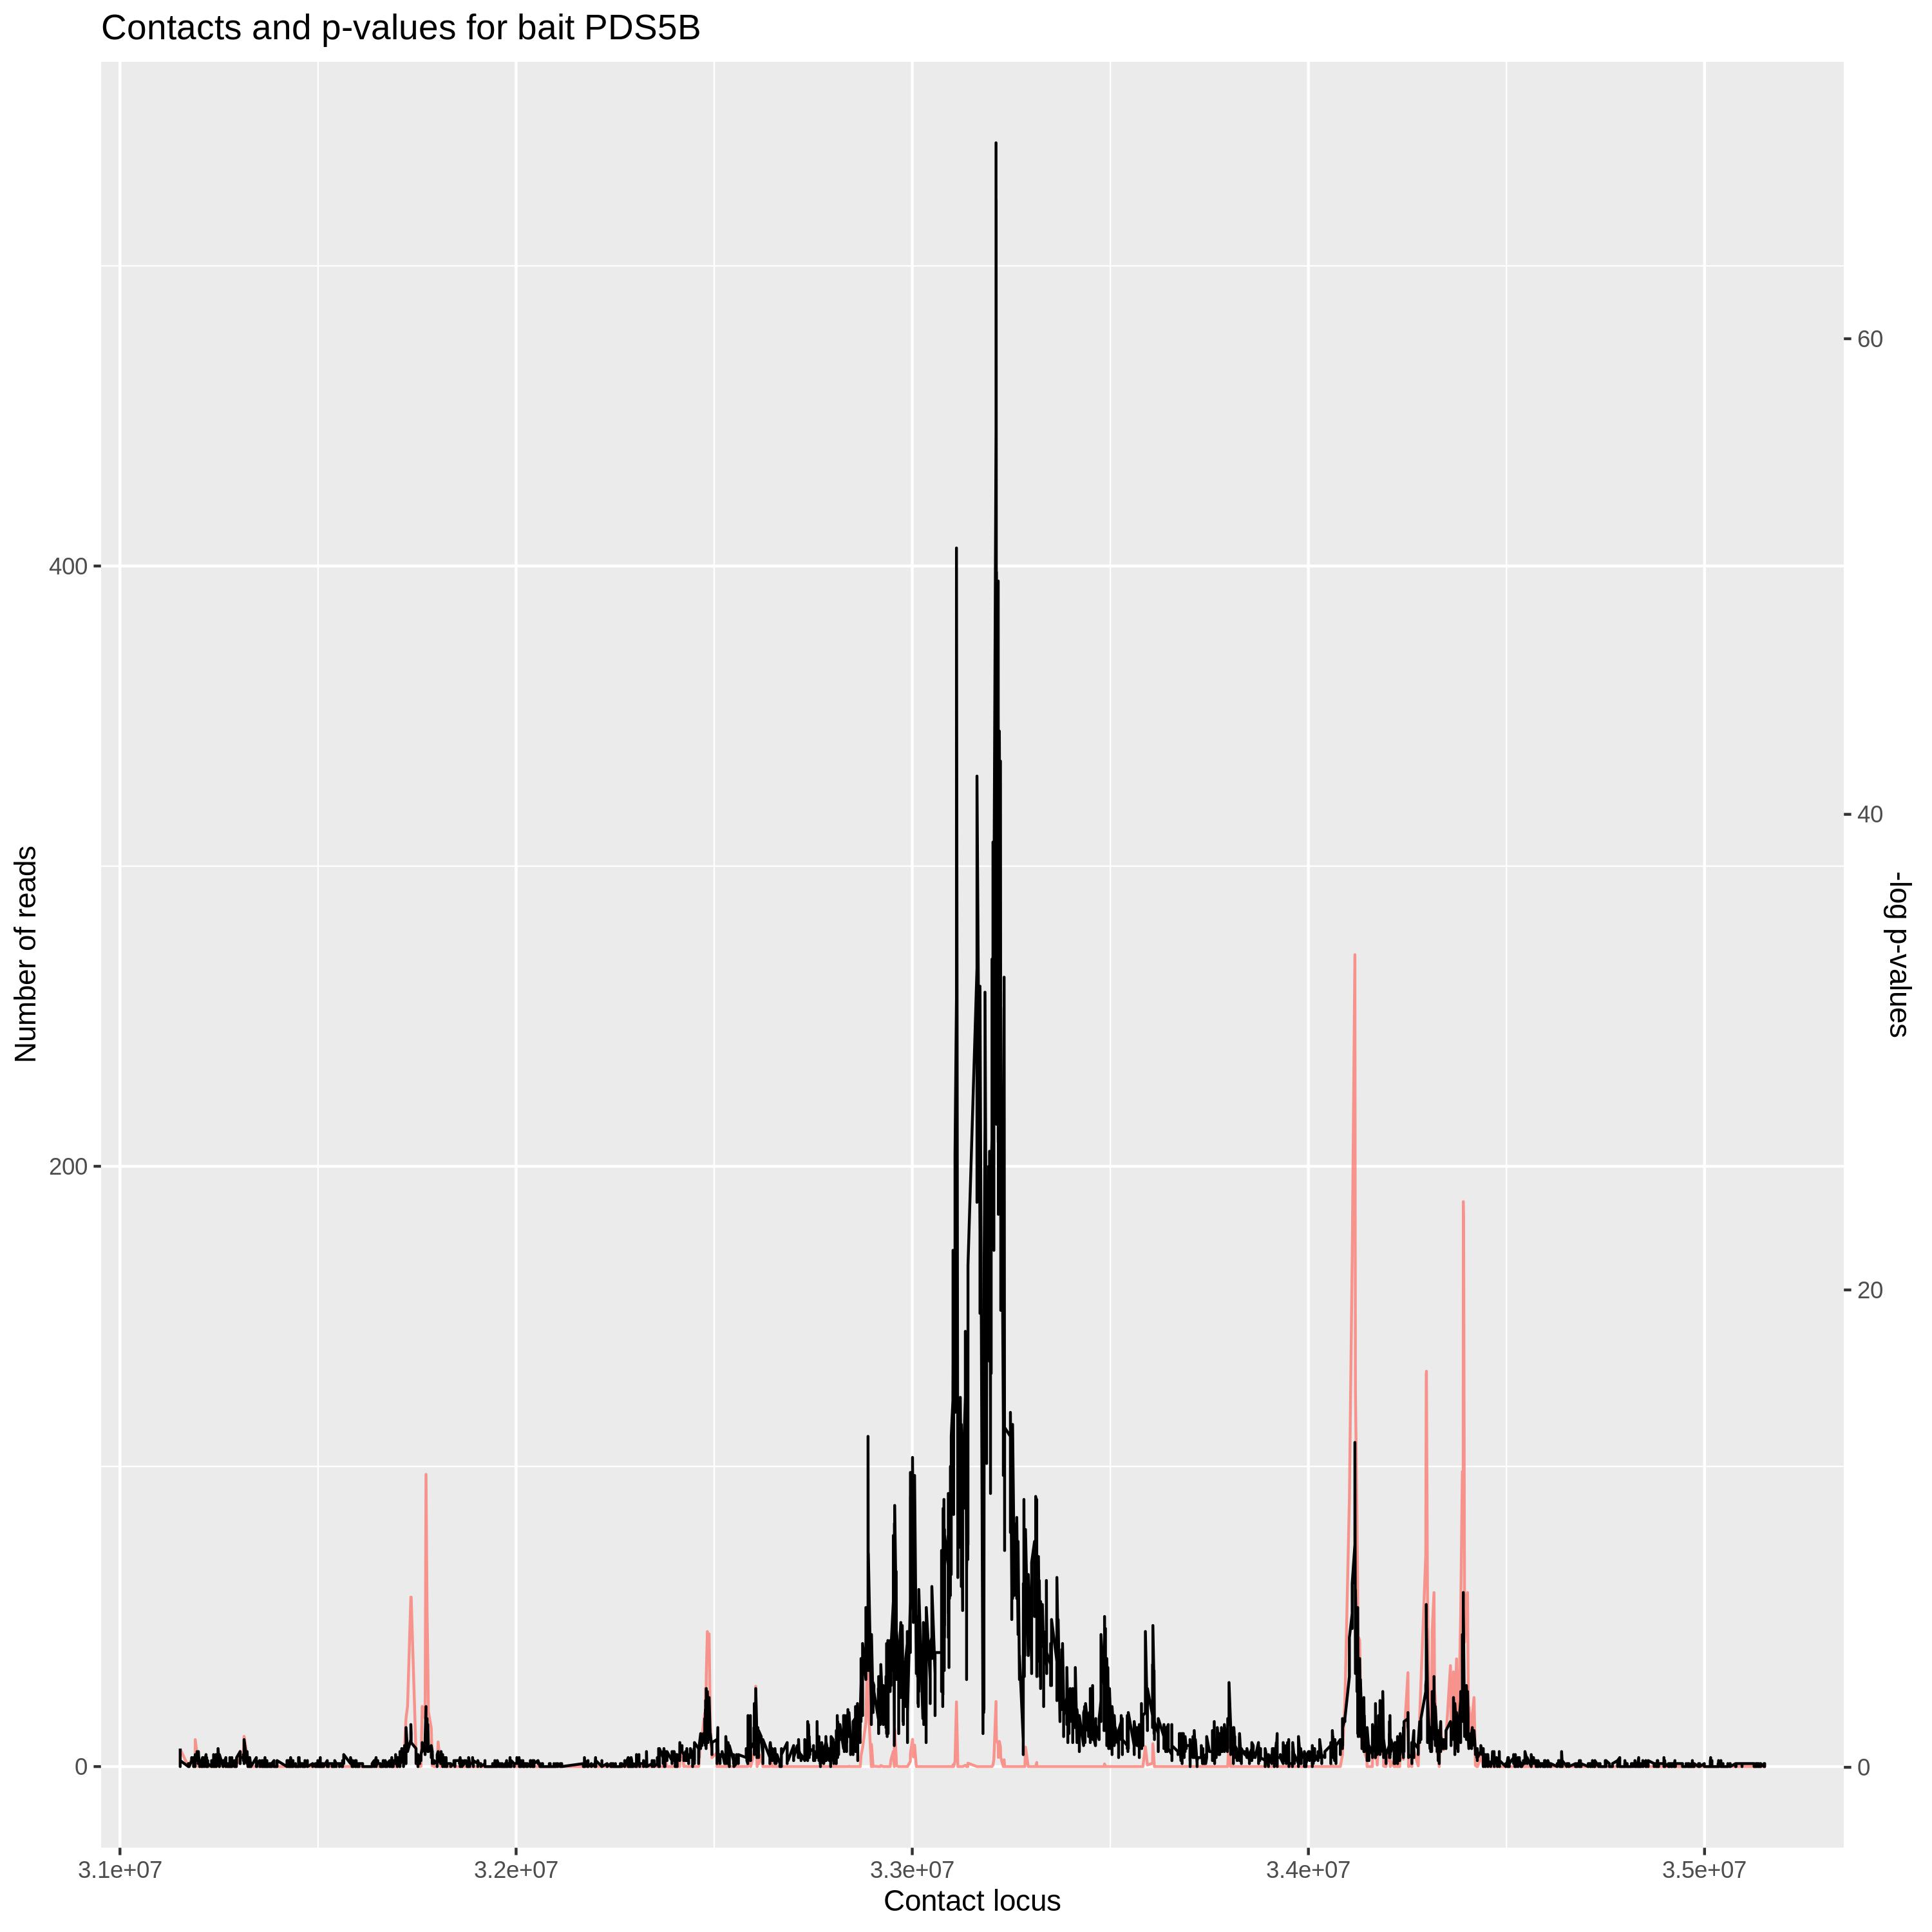 Contacts and p-values for bait PDS5B
60
400
40
Number of reads
-log p-values
200
20
0
0
3.1e+07 3.2e+07 3.3e+07 3.4e+07 3.5e+07
Contact locus